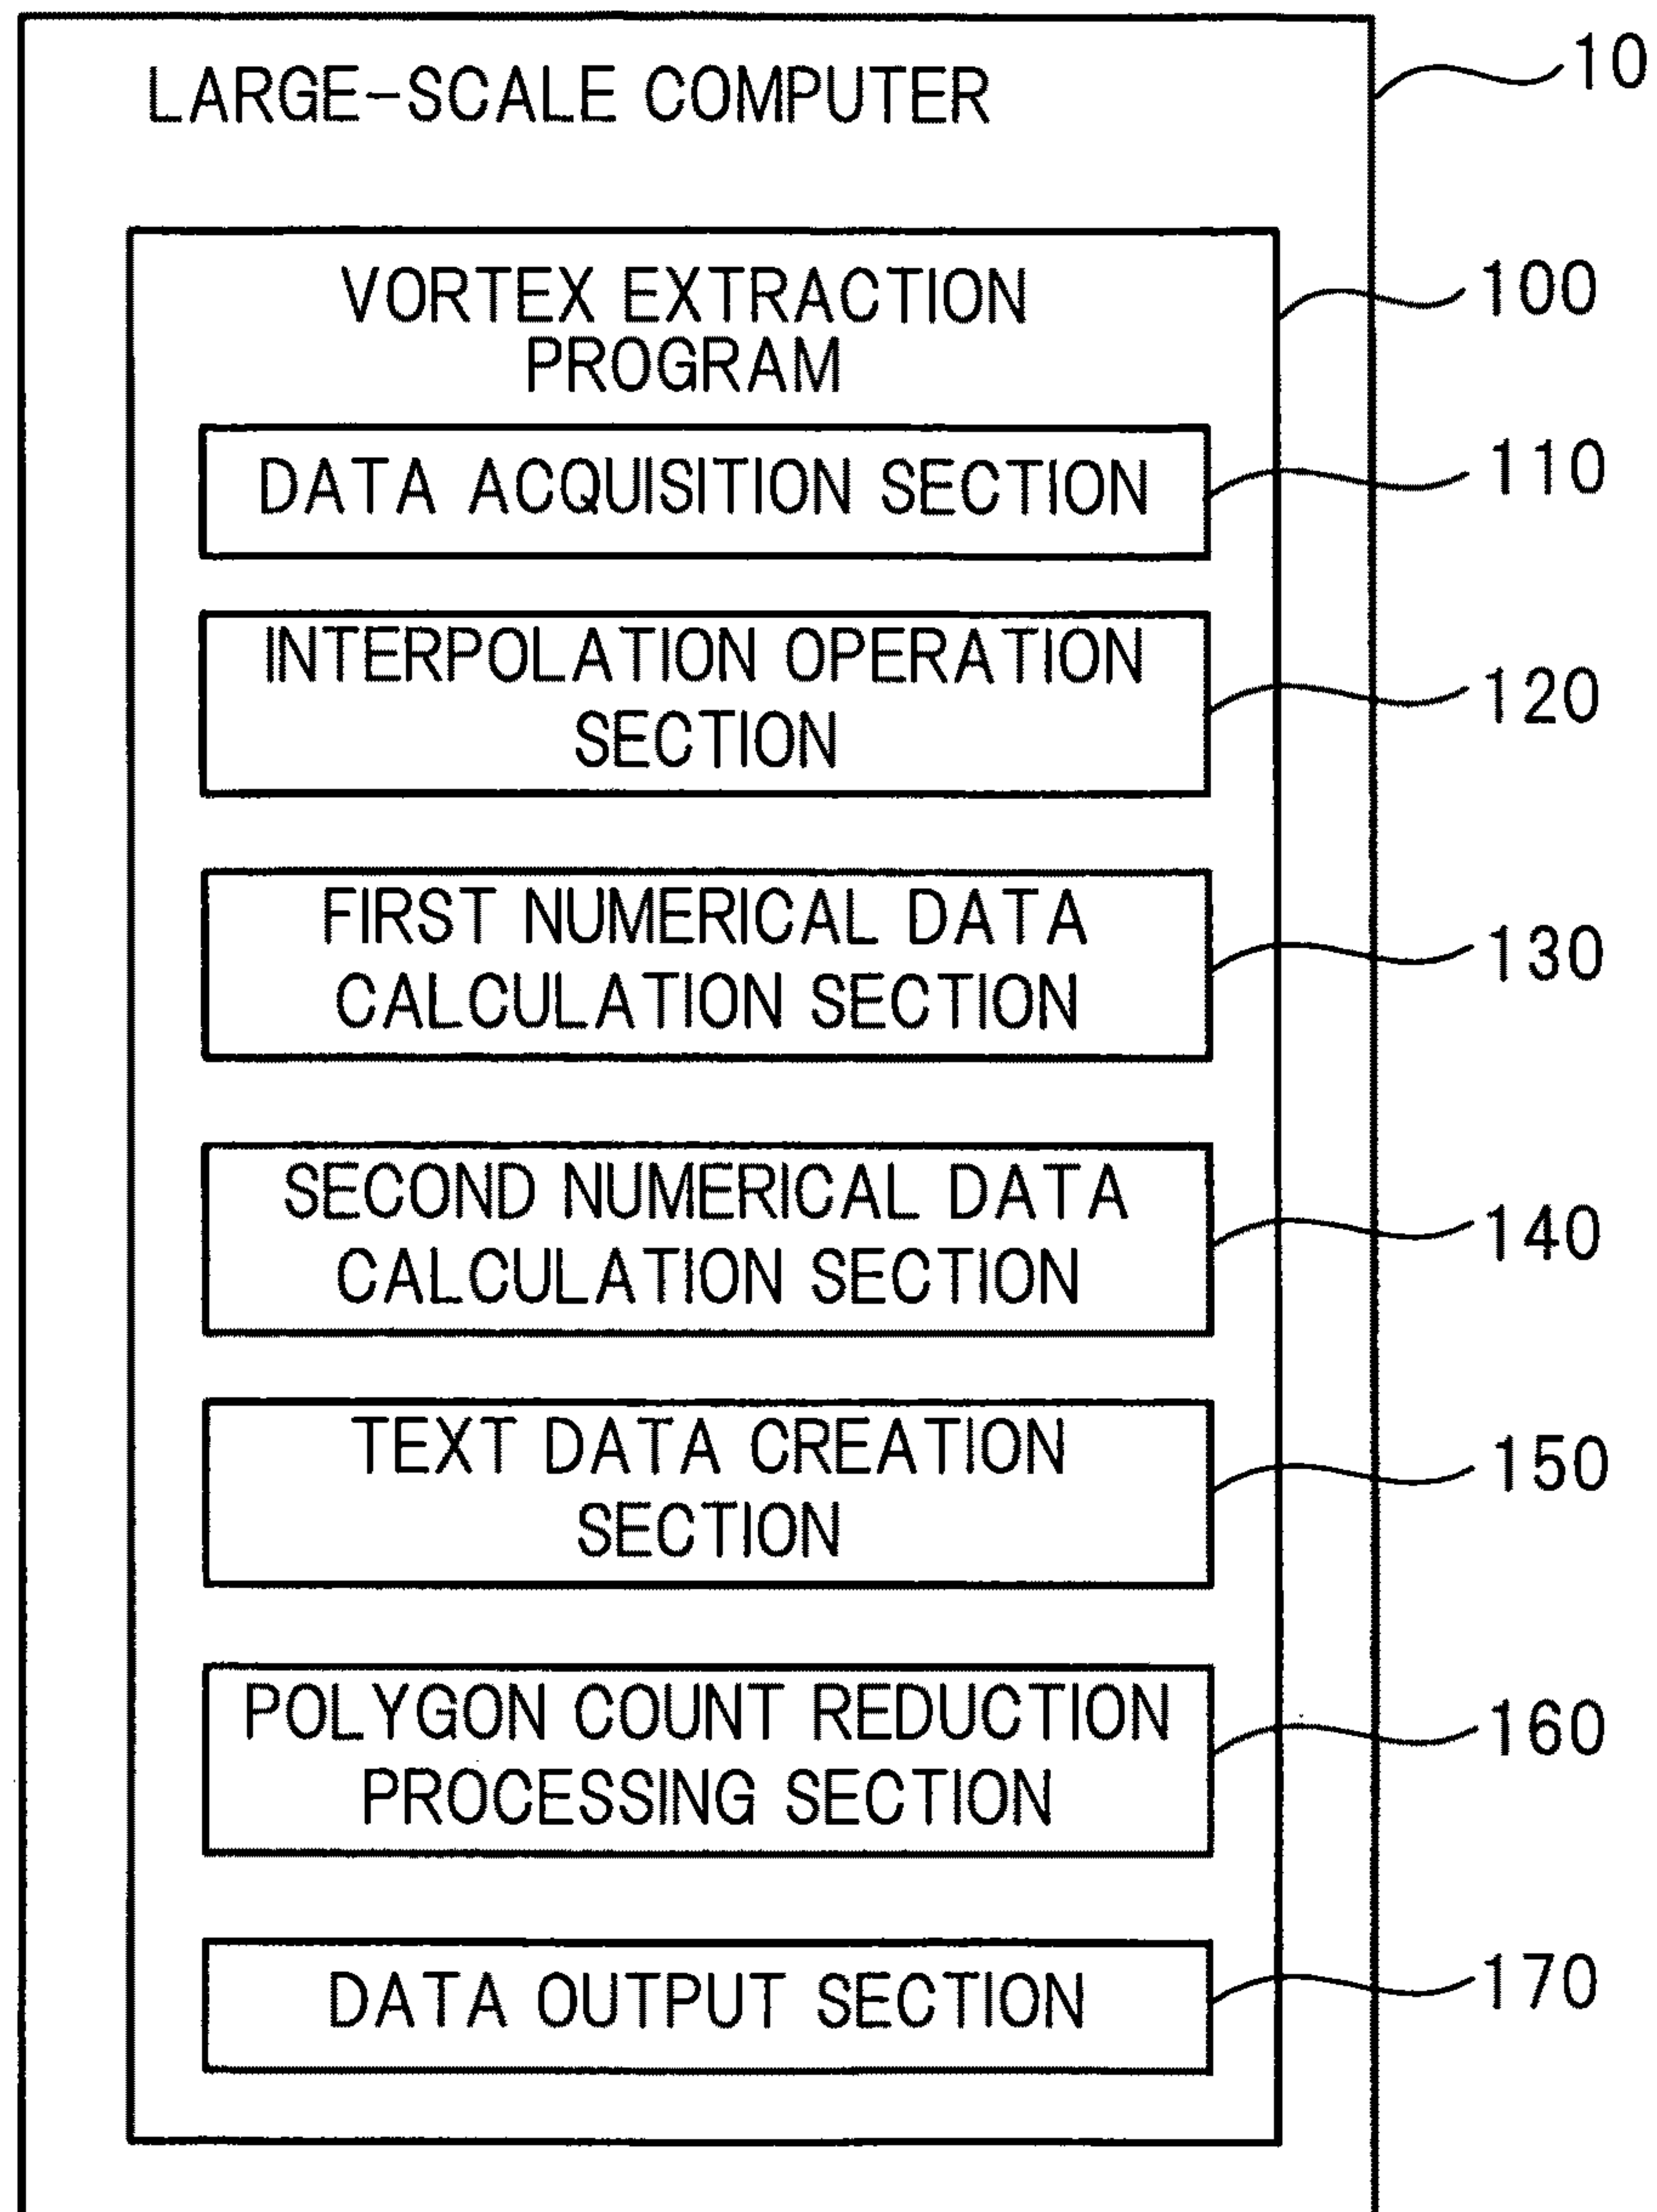 LARGE-SCALE COMPUTER
10
VORTEX EXTRACTION
PROGRAM
100
DATA ACQUISITION SECTION
110
INTERPOLATION OPERATION
SECTION
120
FIRST NUMERICAL DATA
CALCULATION SECTION
130
SECOND NUMERICAL DATA
CALCULATION SECTION
140
TEXT DATA CREATION
SECTION
150
POLYGON COUNT REDUCTION
PROCESSING SECTION
160
DATA OUTPUT SECTION
170